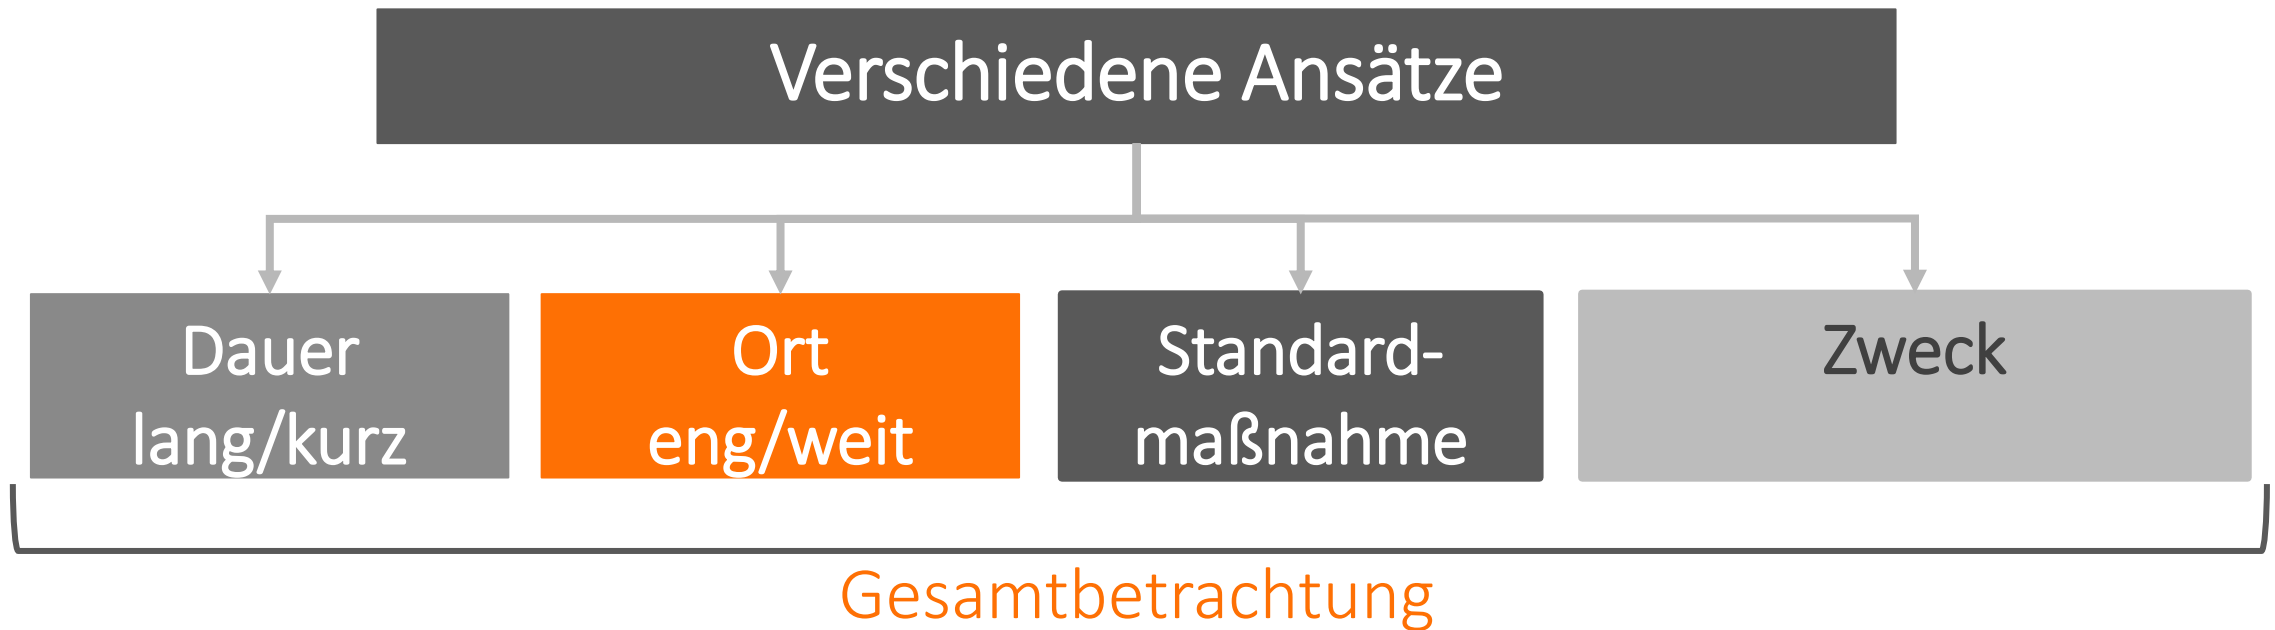 Verschiedene Ansätze
Dauer
lang/kurz
Ort
eng/weit
Standard-
maßnahme
Zweck
Gesamtbetrachtung